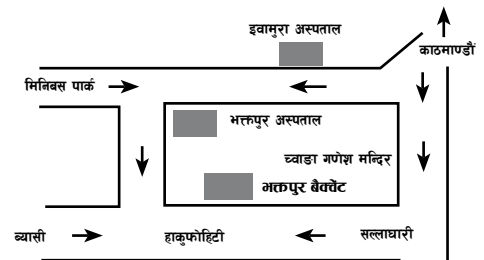 इवामुरा अस्पताल
काठमाण्डौं
मिनिबस पार्क
भक्तपुर अस्पताल
च्वाङा गणेश मन्दिर
भक्तपुर बैंक्वेट
ब्यासी
हाकुफोहिटी
सल्लाघारी